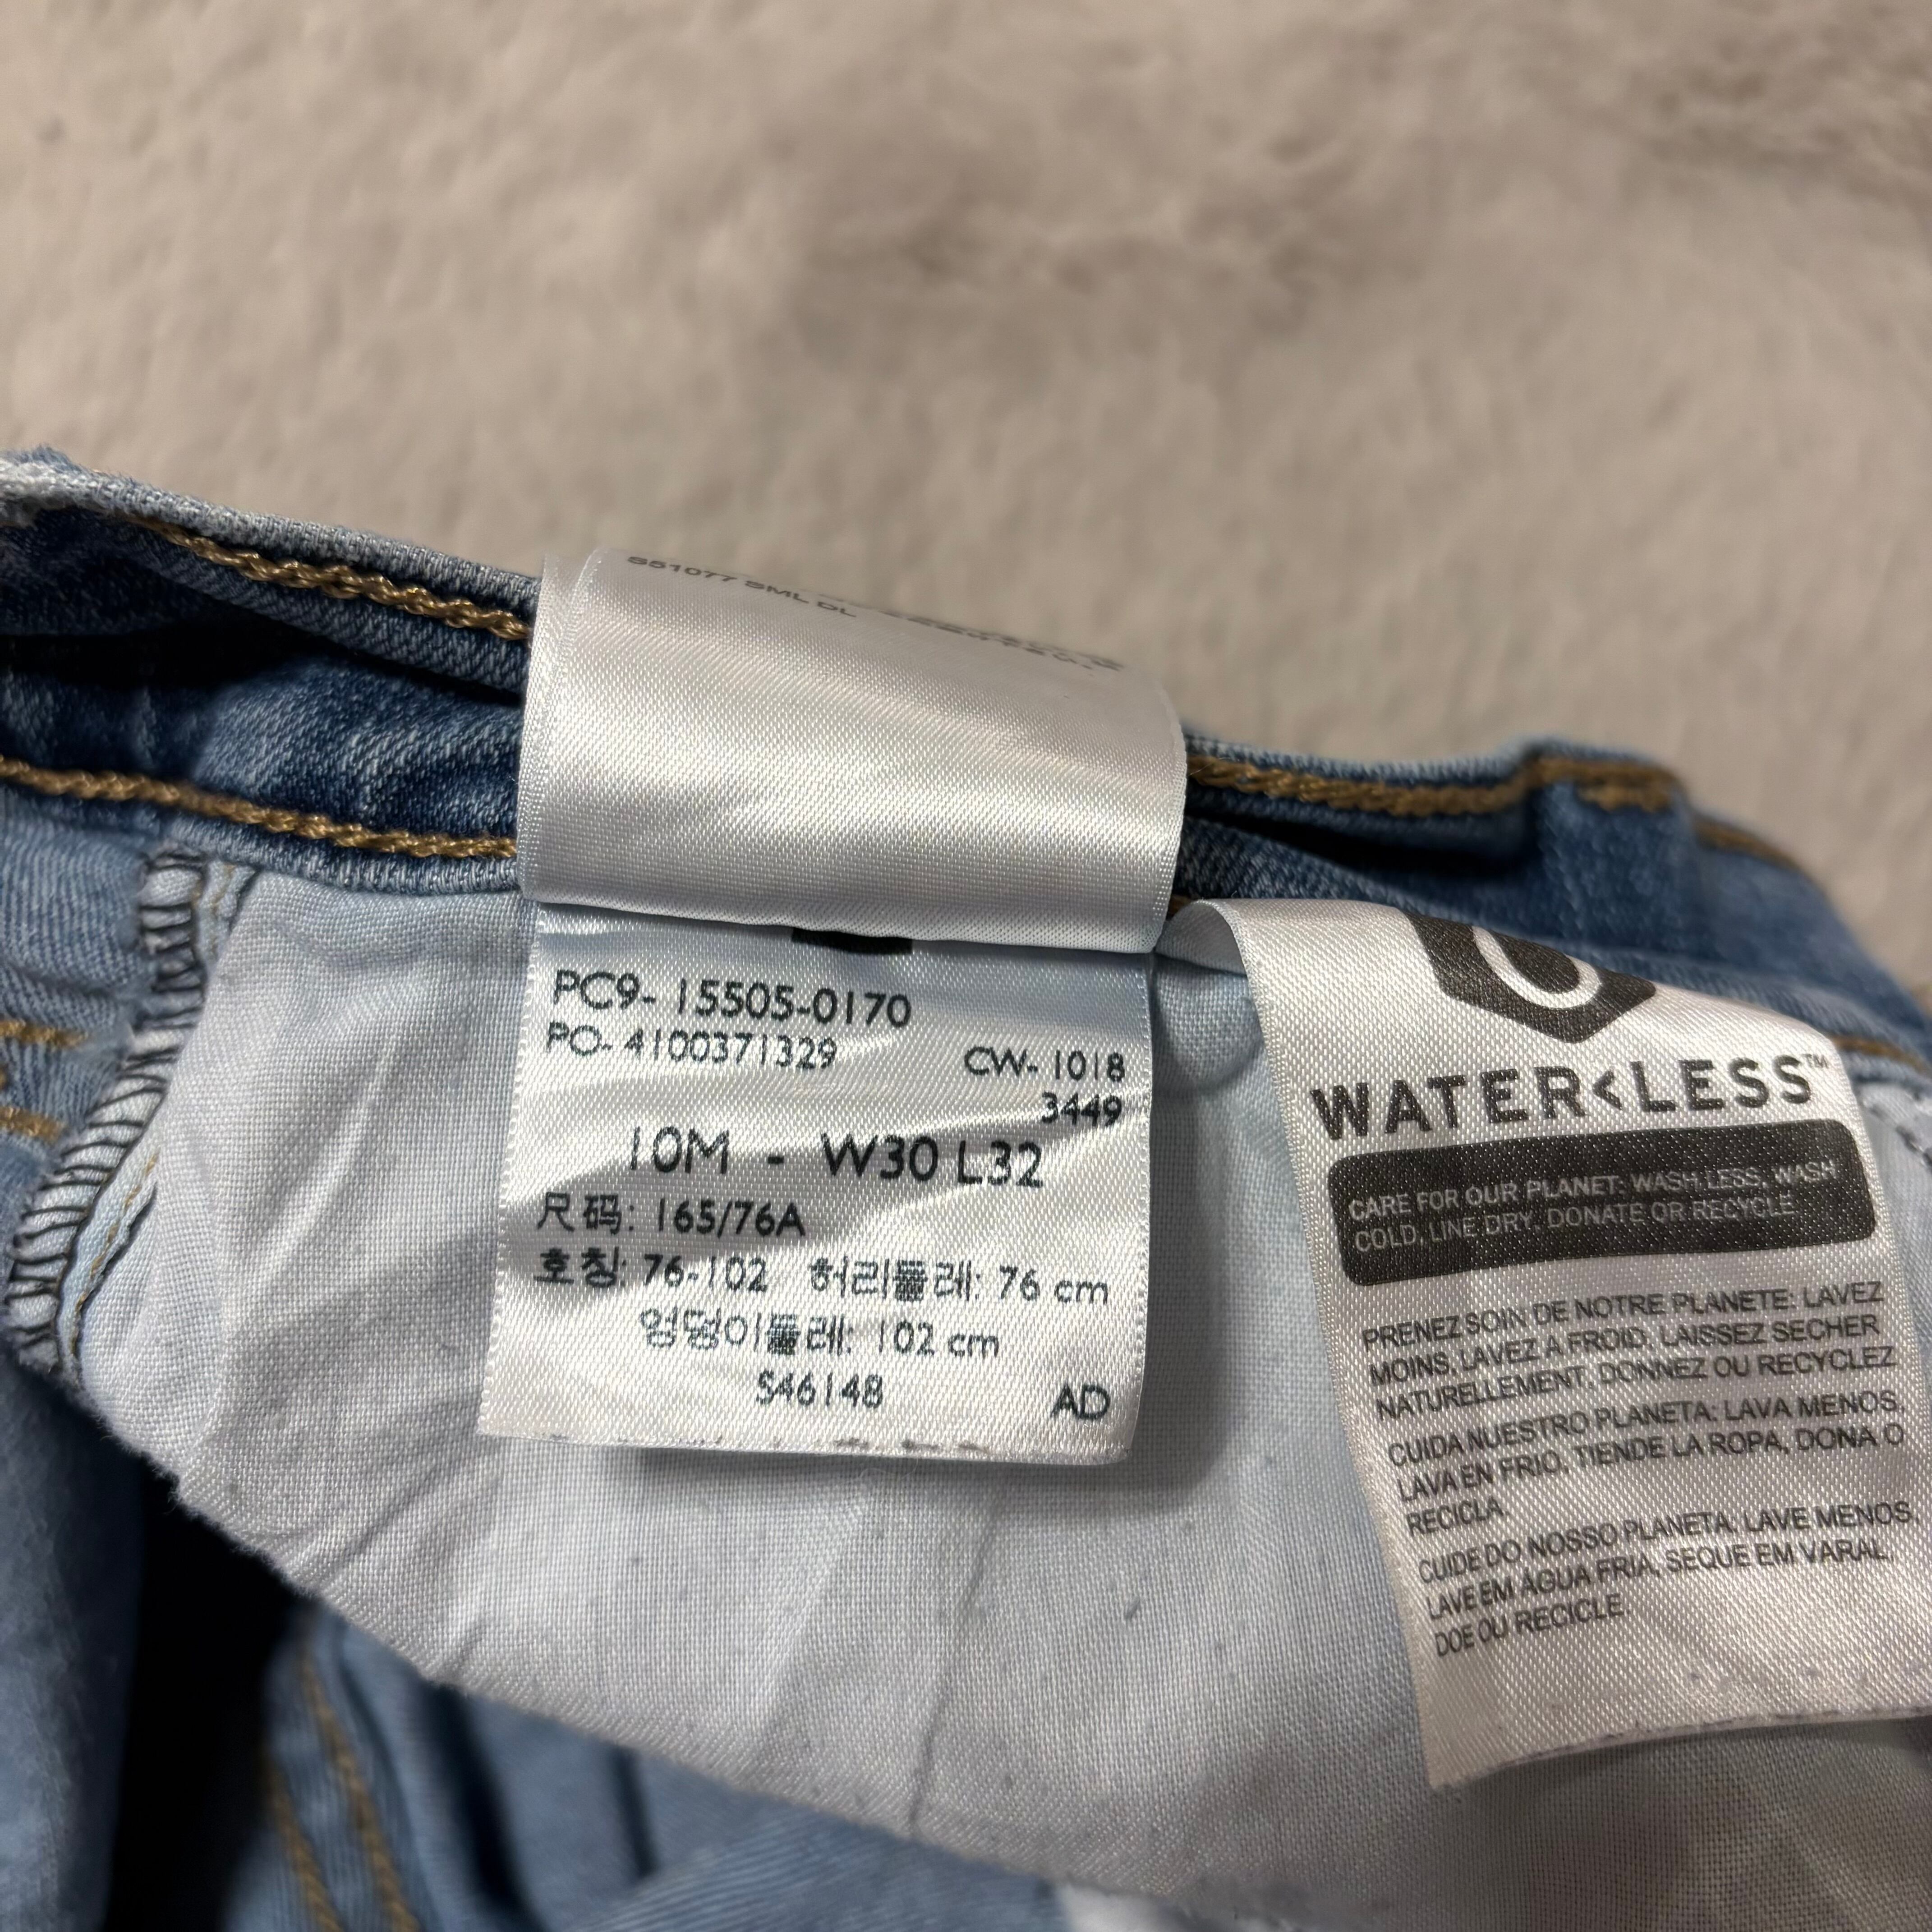 S51077 SML DL
PC9- 15505-0170
PO- 4100371329
CW- 1018
3449
10M - W30 L32
尺码: 165/76A
호칭: 76-102 허리둘레: 76 cm
엉덩이둘레: 102 cm
S46148 AD
WATER<LESS™
CARE FOR OUR PLANET: WASH LESS, WASH
COLD, LINE DRY, DONATE OR RECYCLE
PRENEZ SOIN DE NOTRE PLANETE: LAVEZ
MOINS, LAVEZ À FROID, LAISSEZ SECHER
NATURELLEMENT, DONNEZ OU RECYCLEZ
CUIDA NUESTRO PLANETA: LAVA MENOS,
LAVA EN FRIO, TIENDE LA ROPA, DONA O
RECICLA.
CUIDE DO NOSSO PLANETA. LAVE MENOS,
LAVE EM ÁGUA FRIA, SEQUE EM VARAL,
DOE OU RECICLE.